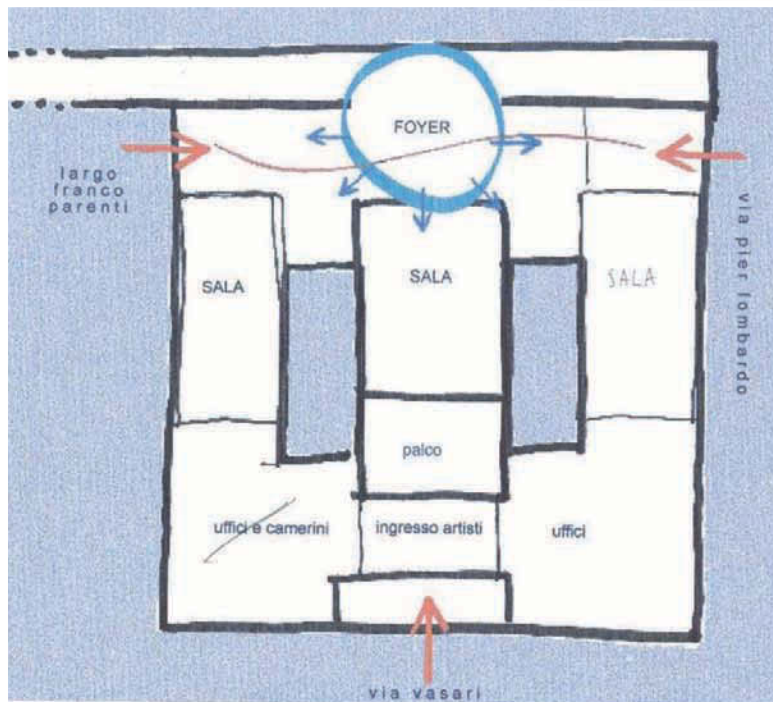 FOYER
largo
franco
parenti
via pier lombardo
SALA
SALA
SALA
palco
uffici e camerini
ingresso artisti
uffici
via vasari